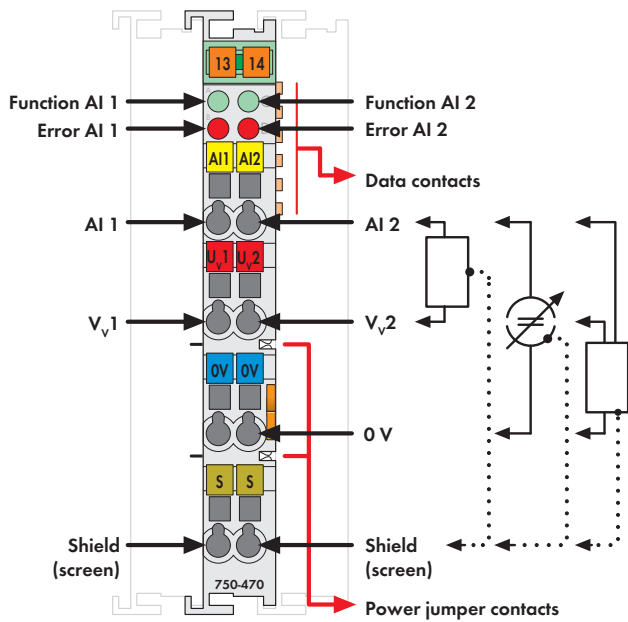 13 14
Function AI 1
Function AI 2
Error AI 1
Error AI 2
AI1 AI2
Data contacts
AI 1
AI 2
Uv1 Uv2
Vv1
Vv2
0V 0V
0 V
S S
Shield
(screen)
Shield
(screen)
750-470
Power jumper contacts